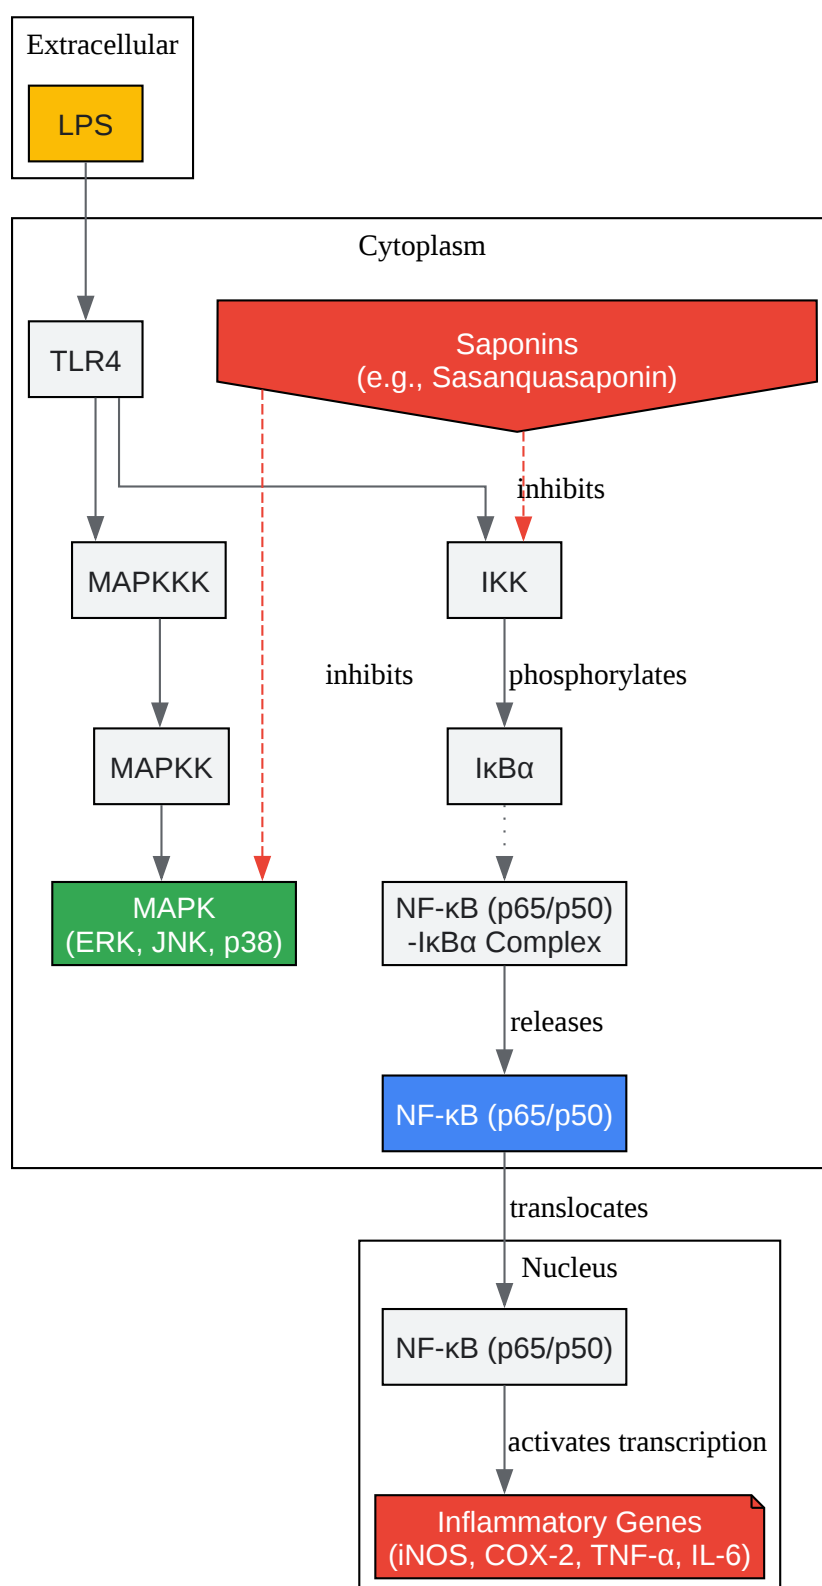 Extracellular
LPS
Cytoplasm
TLR4
Saponins
(e.g., Sasanquasaponin)
inhibits
MAPKKK
IKK
inhibits
phosphorylates
MAPKK
IκBα
MAPK
(ERK, JNK, p38)
NF-κB (p65/p50)
-IκBα Complex
releases
NF-κB (p65/p50)
translocates
Nucleus
NF-κB (p65/p50)
activates transcription
Inflammatory Genes
(iNOS, COX-2, TNF-α, IL-6)